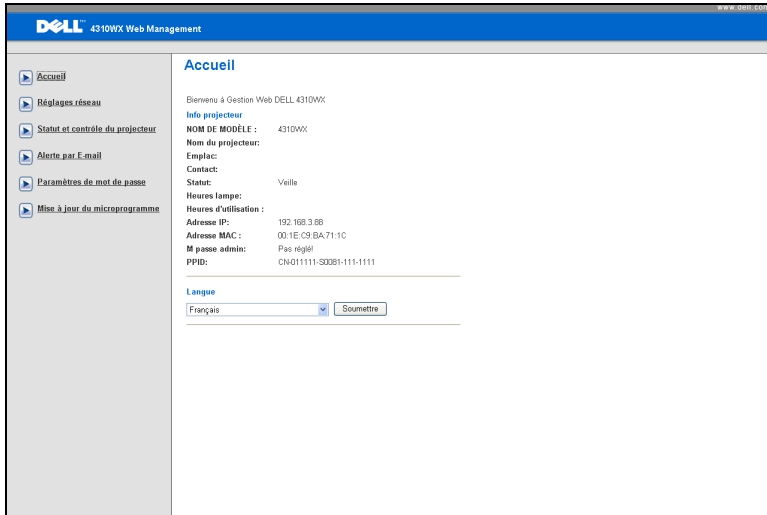 www.dell.com
DELL™ 4310WX Web Management
Accueil
Réglages réseau
Statut et contrôle du projecteur
Alerte par E-mail
Paramètres de mot de passe
Mise à jour du microprogramme
Accueil
Bienvenu à Gestion Web DELL 4310WX
Info projecteur
NOM DE MODÈLE : 4310WX
Nom du projecteur:
Emplac:
Contact:
Statut: Veille
Heures lampe:
Heures d'utilisation :
Adresse IP: 192.168.3.88
Adresse MAC : 00:1E:C9:BA:71:1C
M passe admin: Pas réglé!
PPID: CN-011111-S0081-111-1111
Langue
Français Soumettre